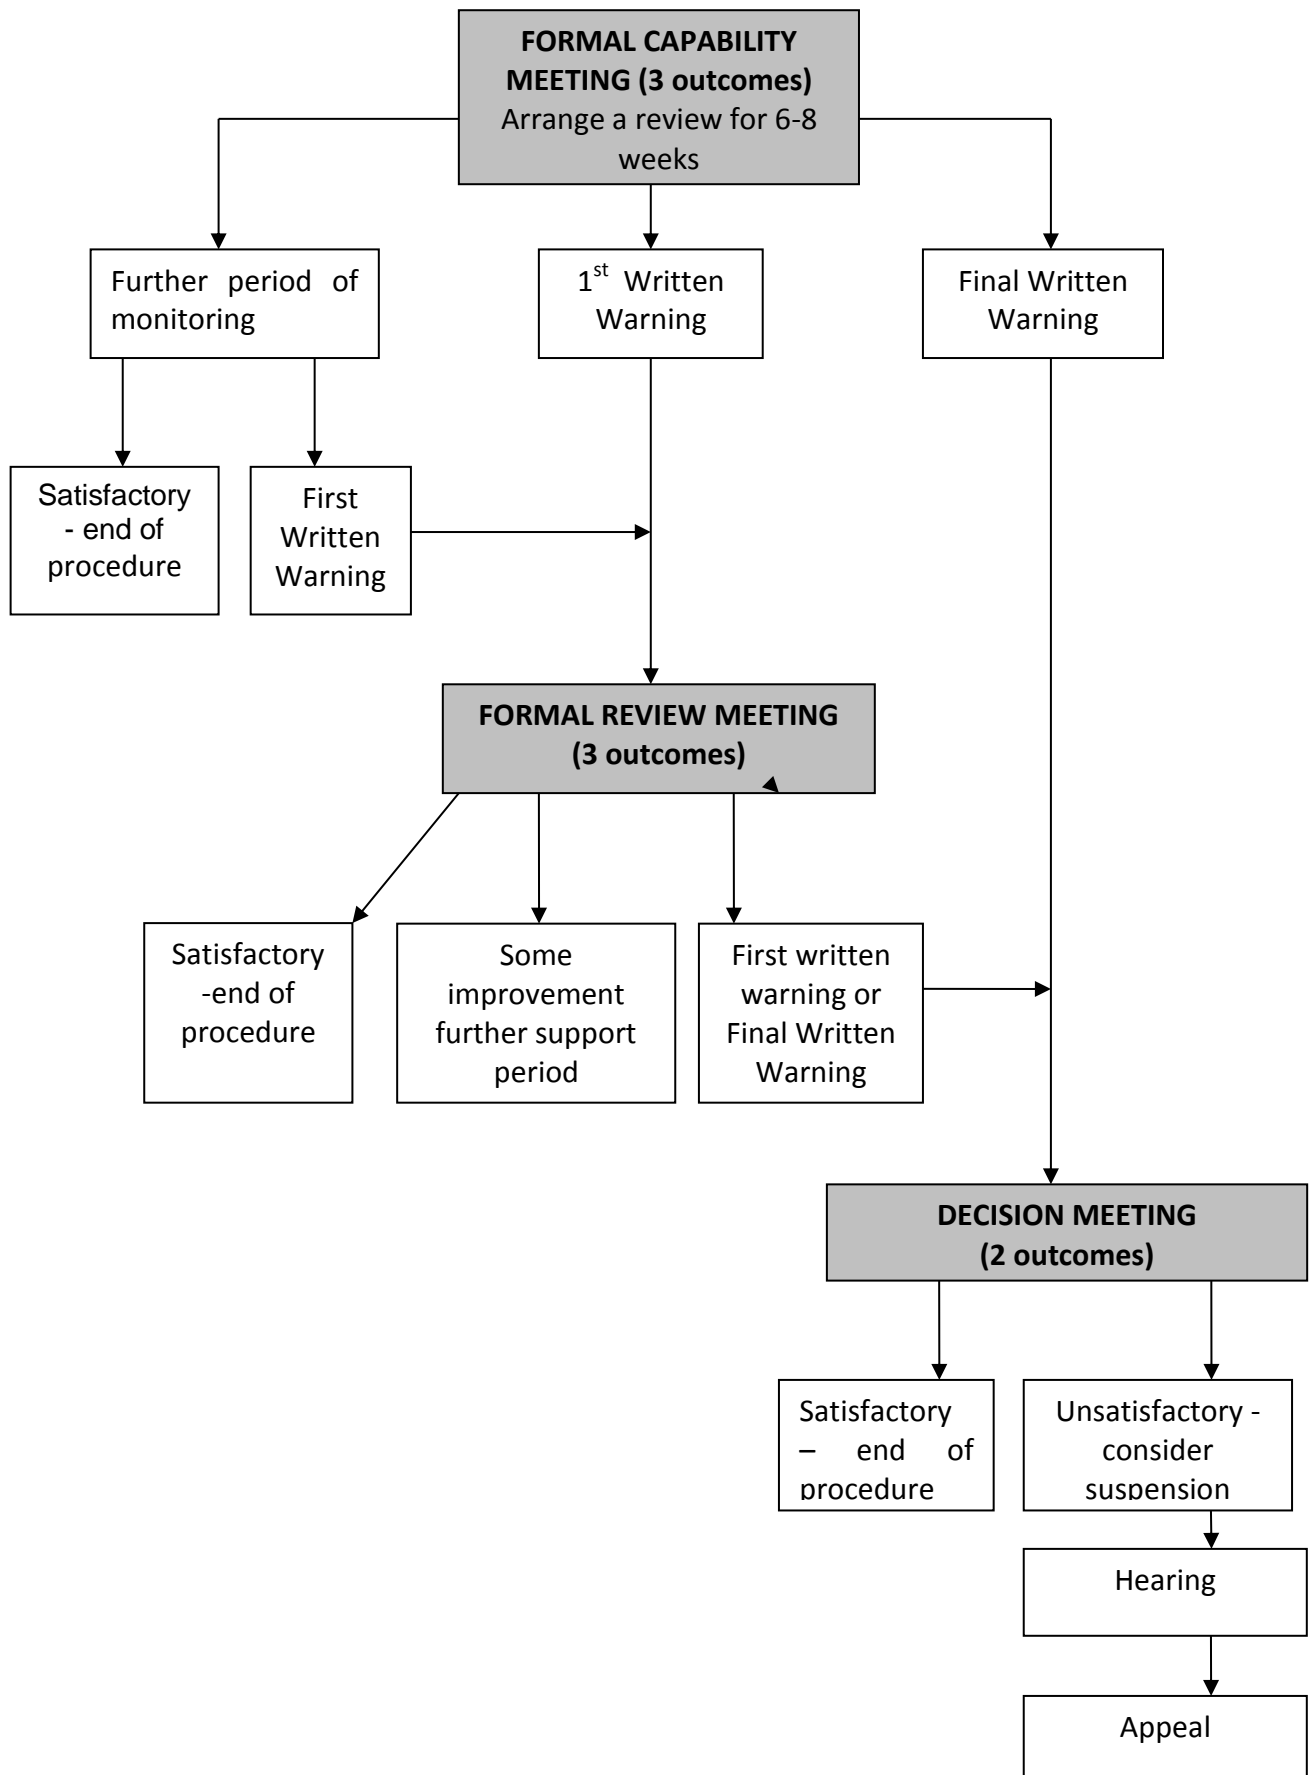 FORMAL CAPABILITY
MEETING (3 outcomes)
Arrange a review for 6-8
weeks
Further period of
monitoring
1st Written
Warning
Final Written
Warning
Satisfactory
- end of
procedure
First
Written
Warning
FORMAL REVIEW MEETING
(3 outcomes)
Satisfactory
-end of
procedure
Some
improvement
further support
period
First written
warning or
Final Written
Warning
DECISION MEETING
(2 outcomes)
Satisfactory
– end of
procedure
Unsatisfactory -
consider
suspension
Hearing
Appeal